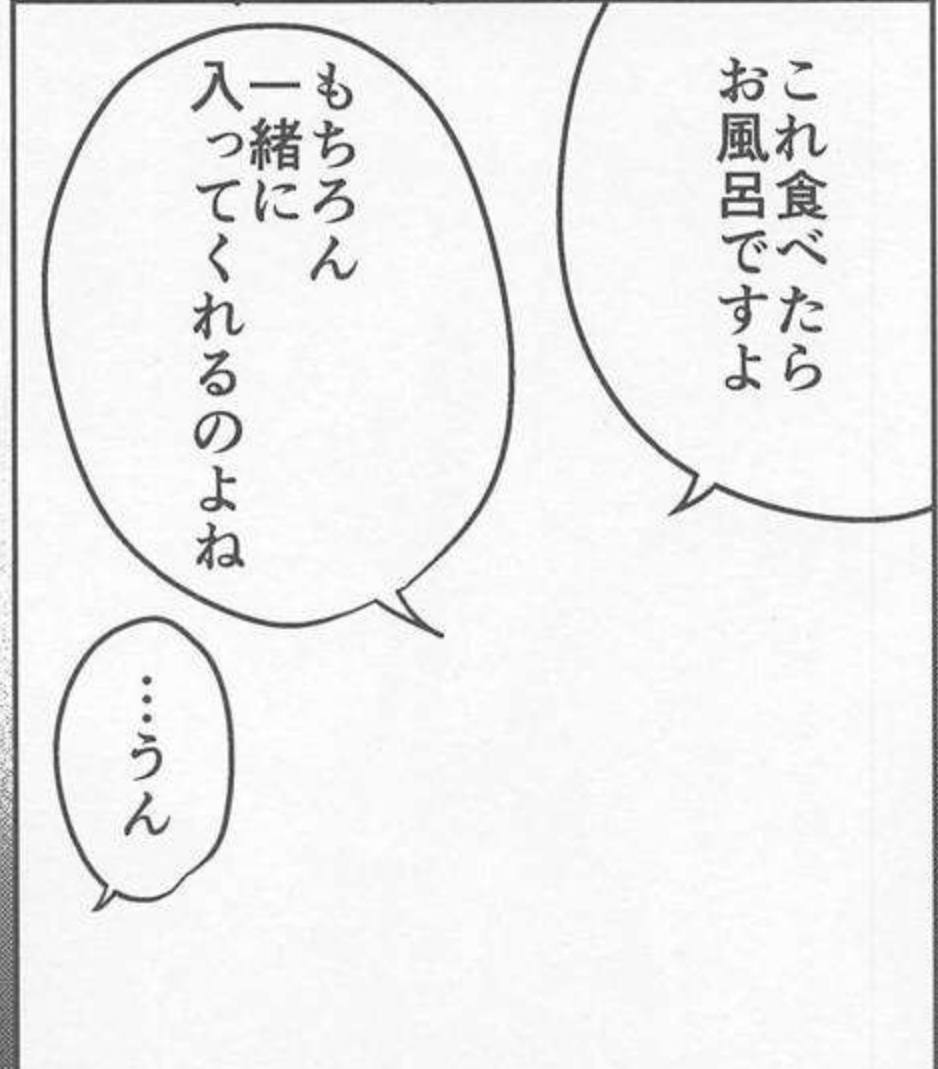 これ食べたら
お風呂ですよ
もちろん
一緒に
入ってくれるのよね
…うん